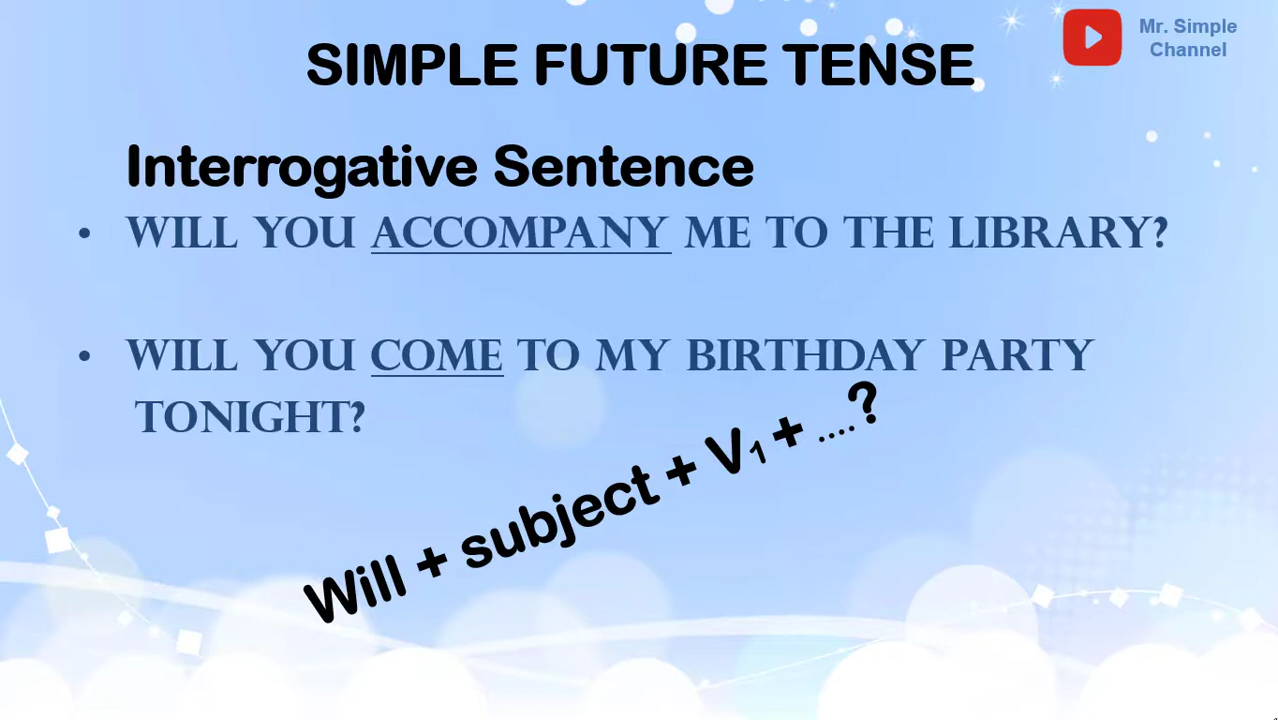 Mr. Simple
Channel
SIMPLE FUTURE TENSE
Interrogative Sentence
• WILL YOU ACCOMPANY ME TO THE LIBRARY?
• WILL YOU COME TO MY BIRTHDAY PARTY
TONIGHT?
Will + subject + V₁ + ....?